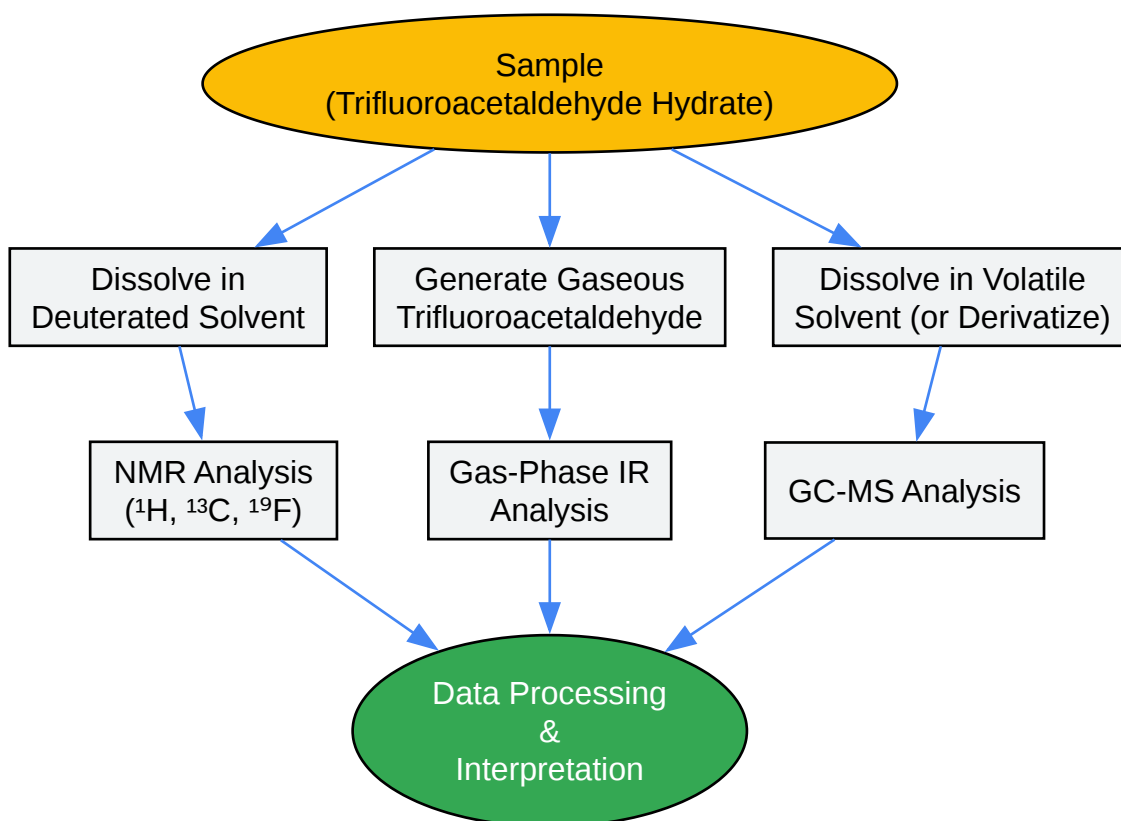 Sample
(Trifluoroacetaldehyde Hydrate)
Dissolve in
Deuterated Solvent
Generate Gaseous
Trifluoroacetaldehyde
Dissolve in Volatile
Solvent (or Derivatize)
NMR Analysis
(¹H, ¹³C, ¹⁹F)
Gas-Phase IR
Analysis
GC-MS Analysis
Data Processing
&
Interpretation